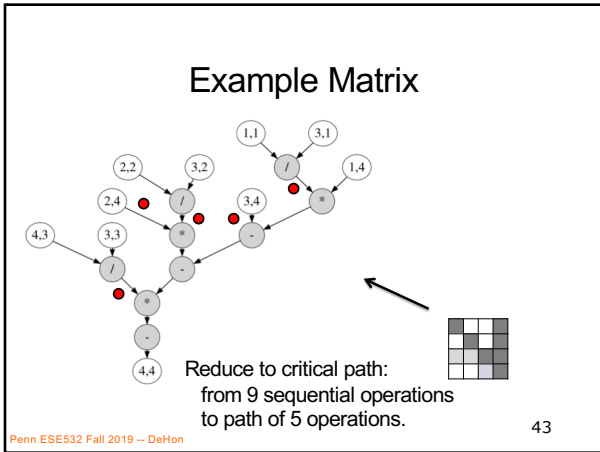 Example Matrix
1,1 3,1
2,2 3,2 / 1,4
2,4 / 3,4 *
4,3 3,3 * -
/ -
*
-
4,4
Reduce to critical path:
from 9 sequential operations
to path of 5 operations.
Penn ESE532 Fall 2019 -- DeHon
43